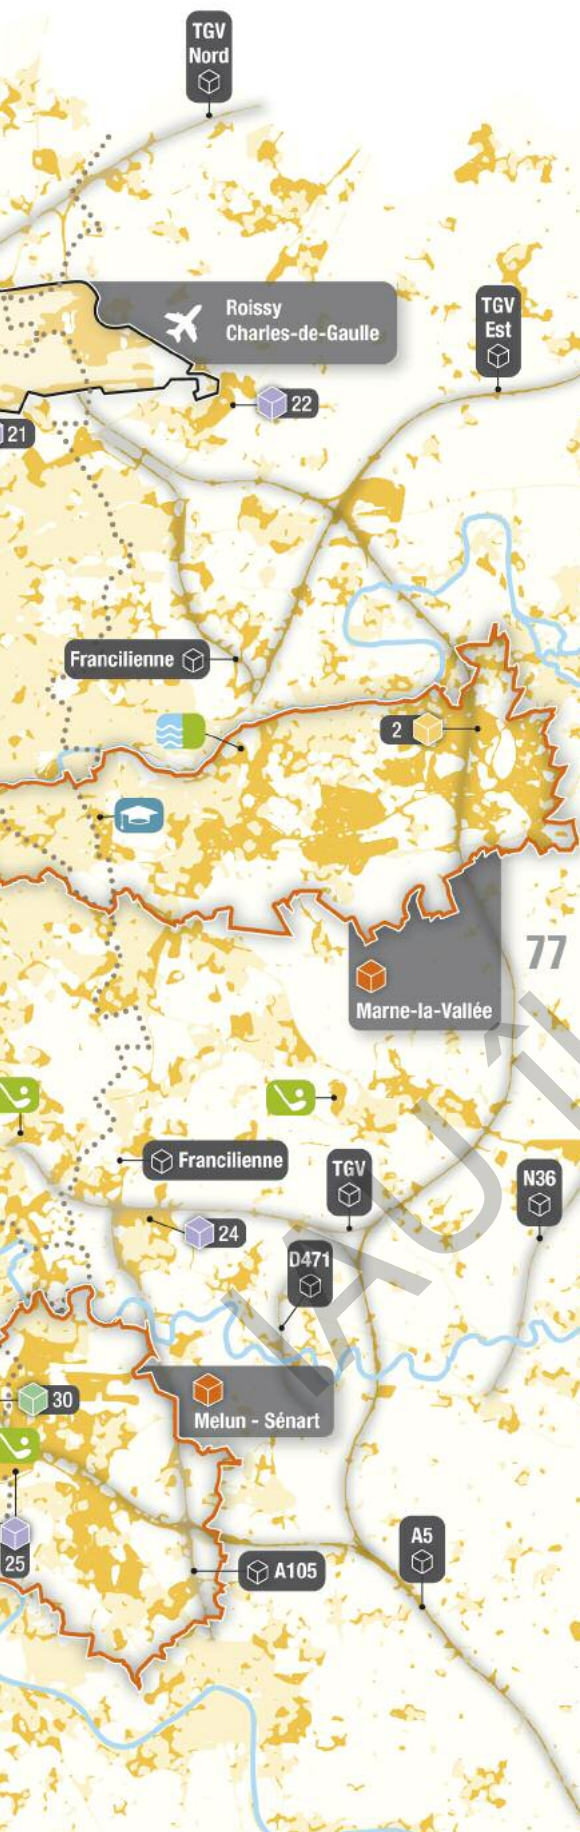 TGV
Nord
Roissy
Charles-de-Gaulle
TGV
Est
22
21
Francilienne
2
77
Marne-la-Vallée
Francilienne
TGV
N36
24
D471
IAU Î
Melun - Sénart
30
25
A5
A105